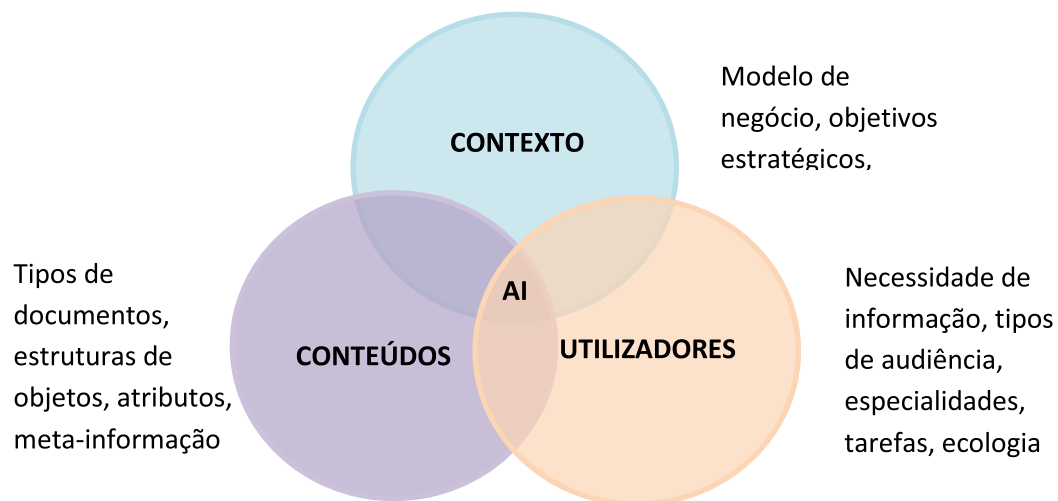 CONTEXTO
Modelo de
negócio, objetivos
estratégicos,
Tipos de
documentos,
estruturas de
objetos, atributos,
meta-informação
CONTEÚDOS
AI
UTILIZADORES
Necessidade de
informação, tipos
de audiência,
especialidades,
tarefas, ecologia